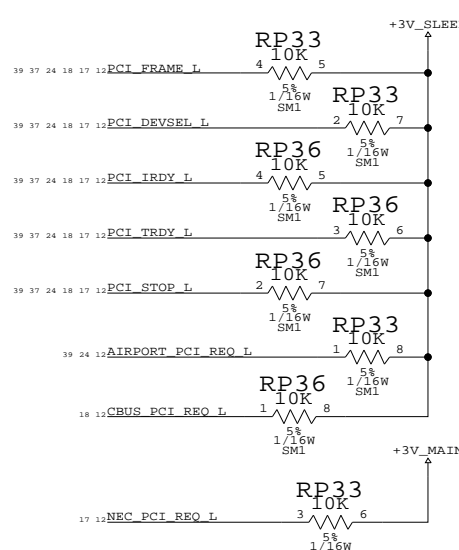 +3V_SLEE
RP33
10K
39 37 24 18 17 12 PCI_FRAME_L 4 5
5%
1/16W
SM1
RP33
10K
39 37 24 18 17 12 PCI_DEVSEL_L 2 7
5%
1/16W
SM1
RP36
10K
39 37 24 18 17 12 PCI_IRDY_L 4 5
5%
1/16W
SM1
RP36
10K
39 37 24 18 17 12 PCI_TRDY_L 3 6
5%
1/16W
SM1
RP36
10K
39 37 24 18 17 12 PCI_STOP_L 2 7
5%
1/16W
SM1
RP33
10K
39 24 12 AIRPORT_PCI_REQ_L 1 8
5%
1/16W
SM1
RP36
10K
18 12 CBUS_PCI_REQ_L 1 8
5%
1/16W
SM1
+3V_MAIN
RP33
10K
17 12 NEC_PCI_REQ_L 3 6
5%
1/16W